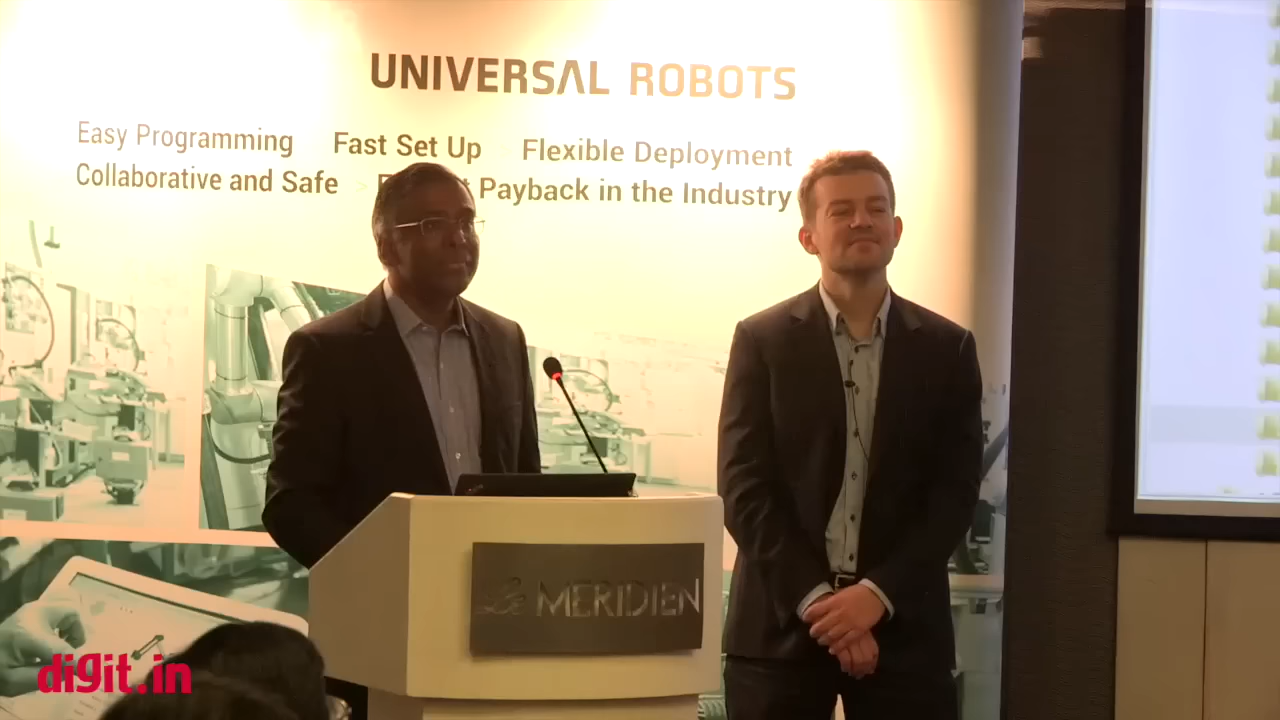 UNIVERSAL ROBOTS
Easy Programming Fast Set Up Flexible Deployment
Collaborative and Safe Payback in the Industry
Le MERIDIEN
digit.in